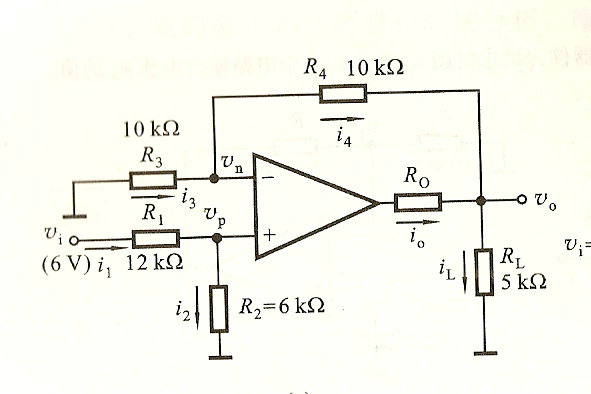 R4 10 kΩ
i4
10 kΩ
R3
vn
i3
R1
vp
RO
io
vo
vi
(6 V) i1 12 kΩ
vi=
iL
RL
5 kΩ
i2
R2=6 kΩ